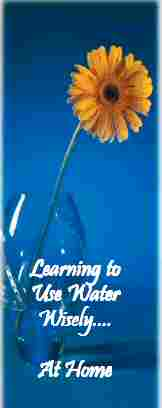 Learning to
Use Water
Wisely....
At Home